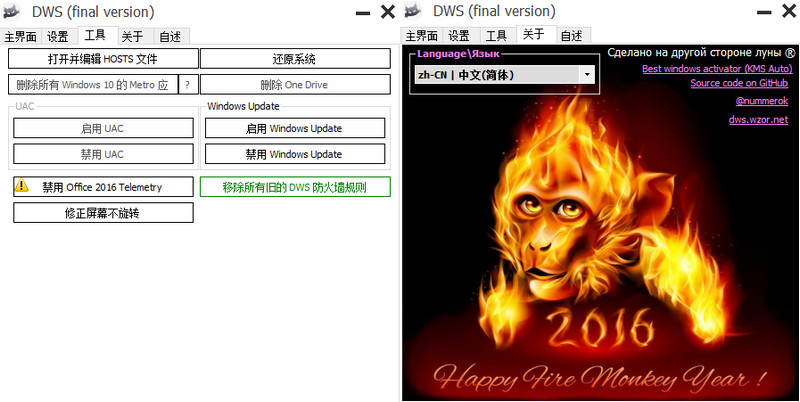 DWS (final version)
主界面 设置 工具 关于 自述
打开并编辑 HOSTS 文件
还原系统
删除所有 Windows 10 的 Metro 应
?
删除 One Drive
UAC
启用 UAC
禁用 UAC
Windows Update
启用 Windows Update
禁用 Windows Update
禁用 Office 2016 Telemetry
移除所有旧的 DWS 防火墙规则
修正屏幕不旋转
DWS (final version)
主界面 设置 工具 关于 自述
Language\Язык
zh-CN | 中文(简体)
Сделано на другой стороне луны ®
Best windows activator (KMS Auto)
Source code on GitHub
@nummerok
dws.wzor.net
2016
Happy Fire Monkey Year !